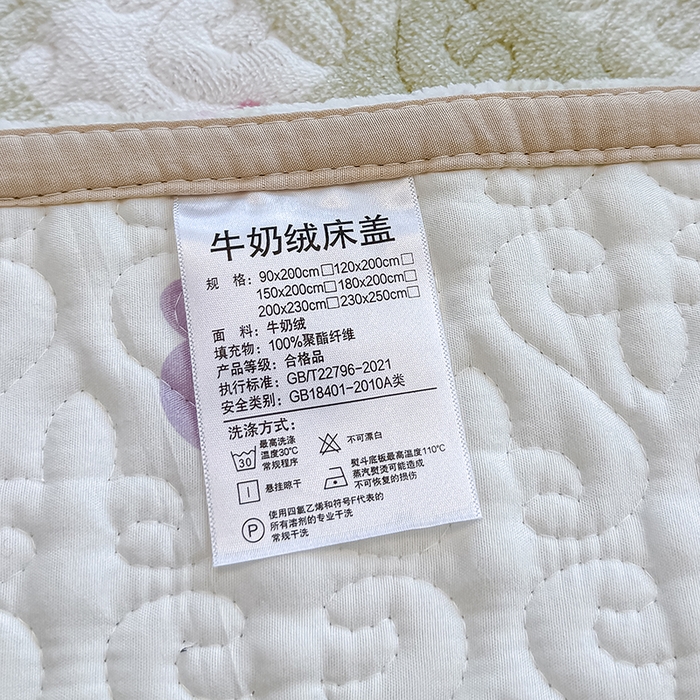 牛奶绒床盖
规 格：90x200cm□120x200cm□
150x200cm□180x200cm□
200x230cm□230x250cm□
面 料：牛奶绒
填充物：100%聚酯纤维
产品等级：合格品
执行标准：GB/T22796-2021
安全类别：GB18401-2010A类
洗涤方式：
30
最高洗涤
温度30℃
常规程序
不可漂白
悬挂晾干
熨斗底板最高温度110℃
蒸汽熨烫可能造成
不可恢复的损伤
P
使用四氯乙烯和符号F代表的
所有溶剂的专业干洗
常规干洗